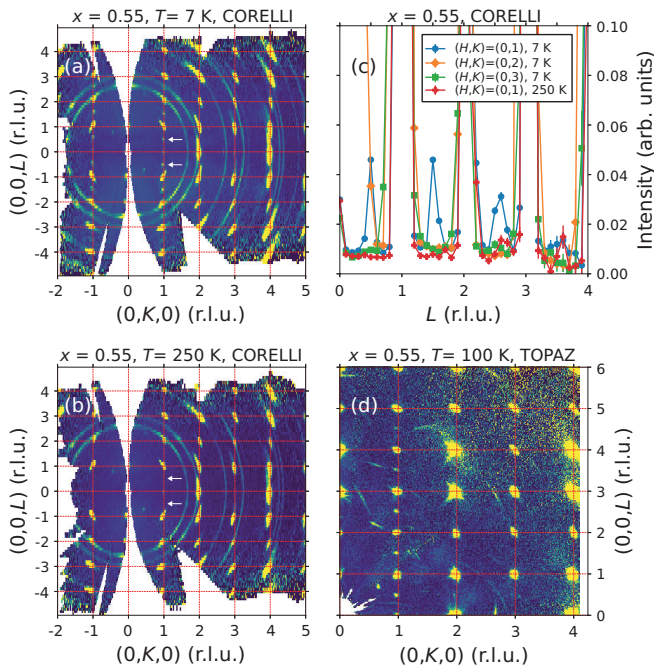 x = 0.55, T= 7 K, CORELLI
(a)
(0,0,L) (r.l.u.)
4
3
2
1
0
-1
-2
-3
-4
-2 -1 0 1 2 3 4 5
(0,K,0) (r.l.u.)
x = 0.55, CORELLI
(c)
(H,K)=(0,1), 7 K
(H,K)=(0,2), 7 K
(H,K)=(0,3), 7 K
(H,K)=(0,1), 250 K
0.10
0.08
0.06
0.04
0.02
0.00
Intensity (arb. units)
0 1 2 3 4
L (r.l.u.)
x = 0.55, T= 250 K, CORELLI
(b)
(0,0,L) (r.l.u.)
4
3
2
1
0
-1
-2
-3
-4
-2 -1 0 1 2 3 4 5
(0,K,0) (r.l.u.)
x = 0.55, T= 100 K, TOPAZ
(d)
6
5
4
3
2
1
0
(0,0,L) (r.l.u.)
0 1 2 3 4
(0,K,0) (r.l.u.)